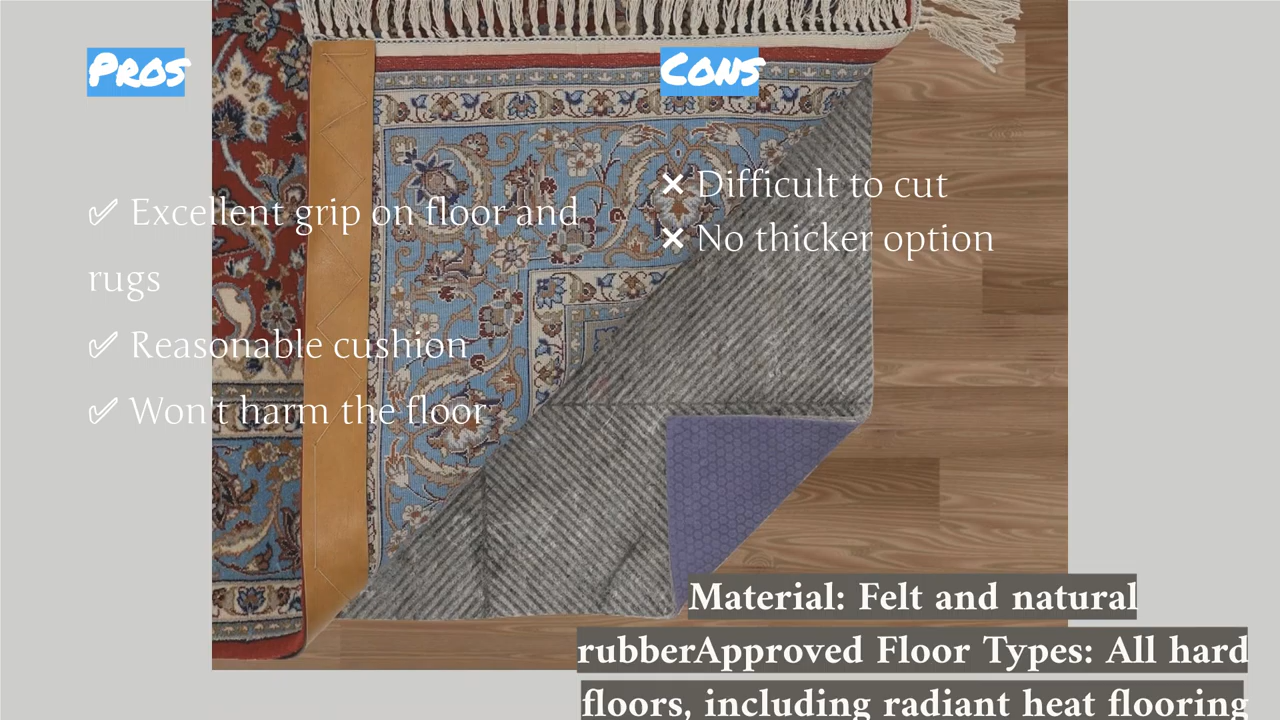 Pros
✅ Excellent grip on floor and
rugs
✅ Reasonable cushion
✅ Won't harm the floor
Cons
❌ Difficult to cut
❌ No thicker option
Material: Felt and natural
rubberApproved Floor Types: All hard
floors, including radiant heat flooring